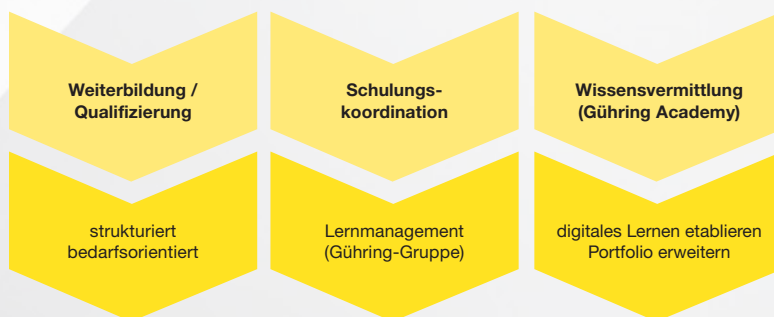 Weiterbildung /
Qualifizierung
Schulungs-
koordination
Wissensvermittlung
(Gühring Academy)
strukturiert
bedarfsorientiert
Lernmanagement
(Gühring-Gruppe)
digitales Lernen etablieren
Portfolio erweitern